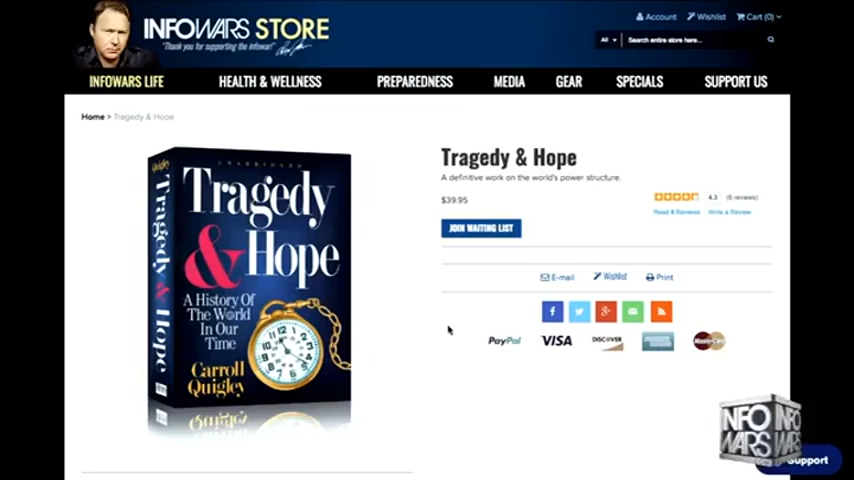 INFOWARS STORE
"Thank you for supporting the infowar!"
Account
Wishlist
Cart (0)
All
Search entire store here...
INFOWARS LIFE
HEALTH & WELLNESS
PREPAREDNESS
MEDIA
GEAR
SPECIALS
SUPPORT US
Home > Tragedy & Hope
Quigley
Tragedy & Hope
UNABRIDGED
Tragedy
& Hope
A History Of
The World
In Our
Time
Carroll
Quigley
Tragedy & Hope
A definitive work on the world's power structure.
$39.95
4.3
(6 reviews)
Read 6 Reviews
Write a Review
JOIN WAITING LIST
E-mail
Wishlist
Print
PayPal
VISA
DISCOVER
MasterCard
INFO
WARS
INFO
WARS
Support